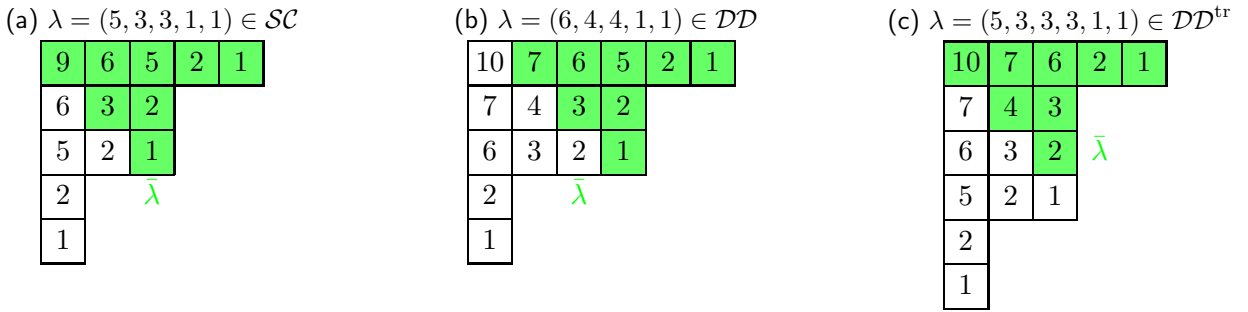 (a) λ = (5, 3, 3, 1, 1) ∈ 𝒮𝒞
9 6 5 2 1
6 3 2
5 2 1
2 λ̄
1
(b) λ = (6, 4, 4, 1, 1) ∈ 𝒟𝒟
10 7 6 5 2 1
7 4 3 2
6 3 2 1
2 λ̄
1
(c) λ = (5, 3, 3, 3, 1, 1) ∈ 𝒟𝒟^tr
10 7 6 2 1
7 4 3
6 3 2 λ̄
5 2 1
2
1